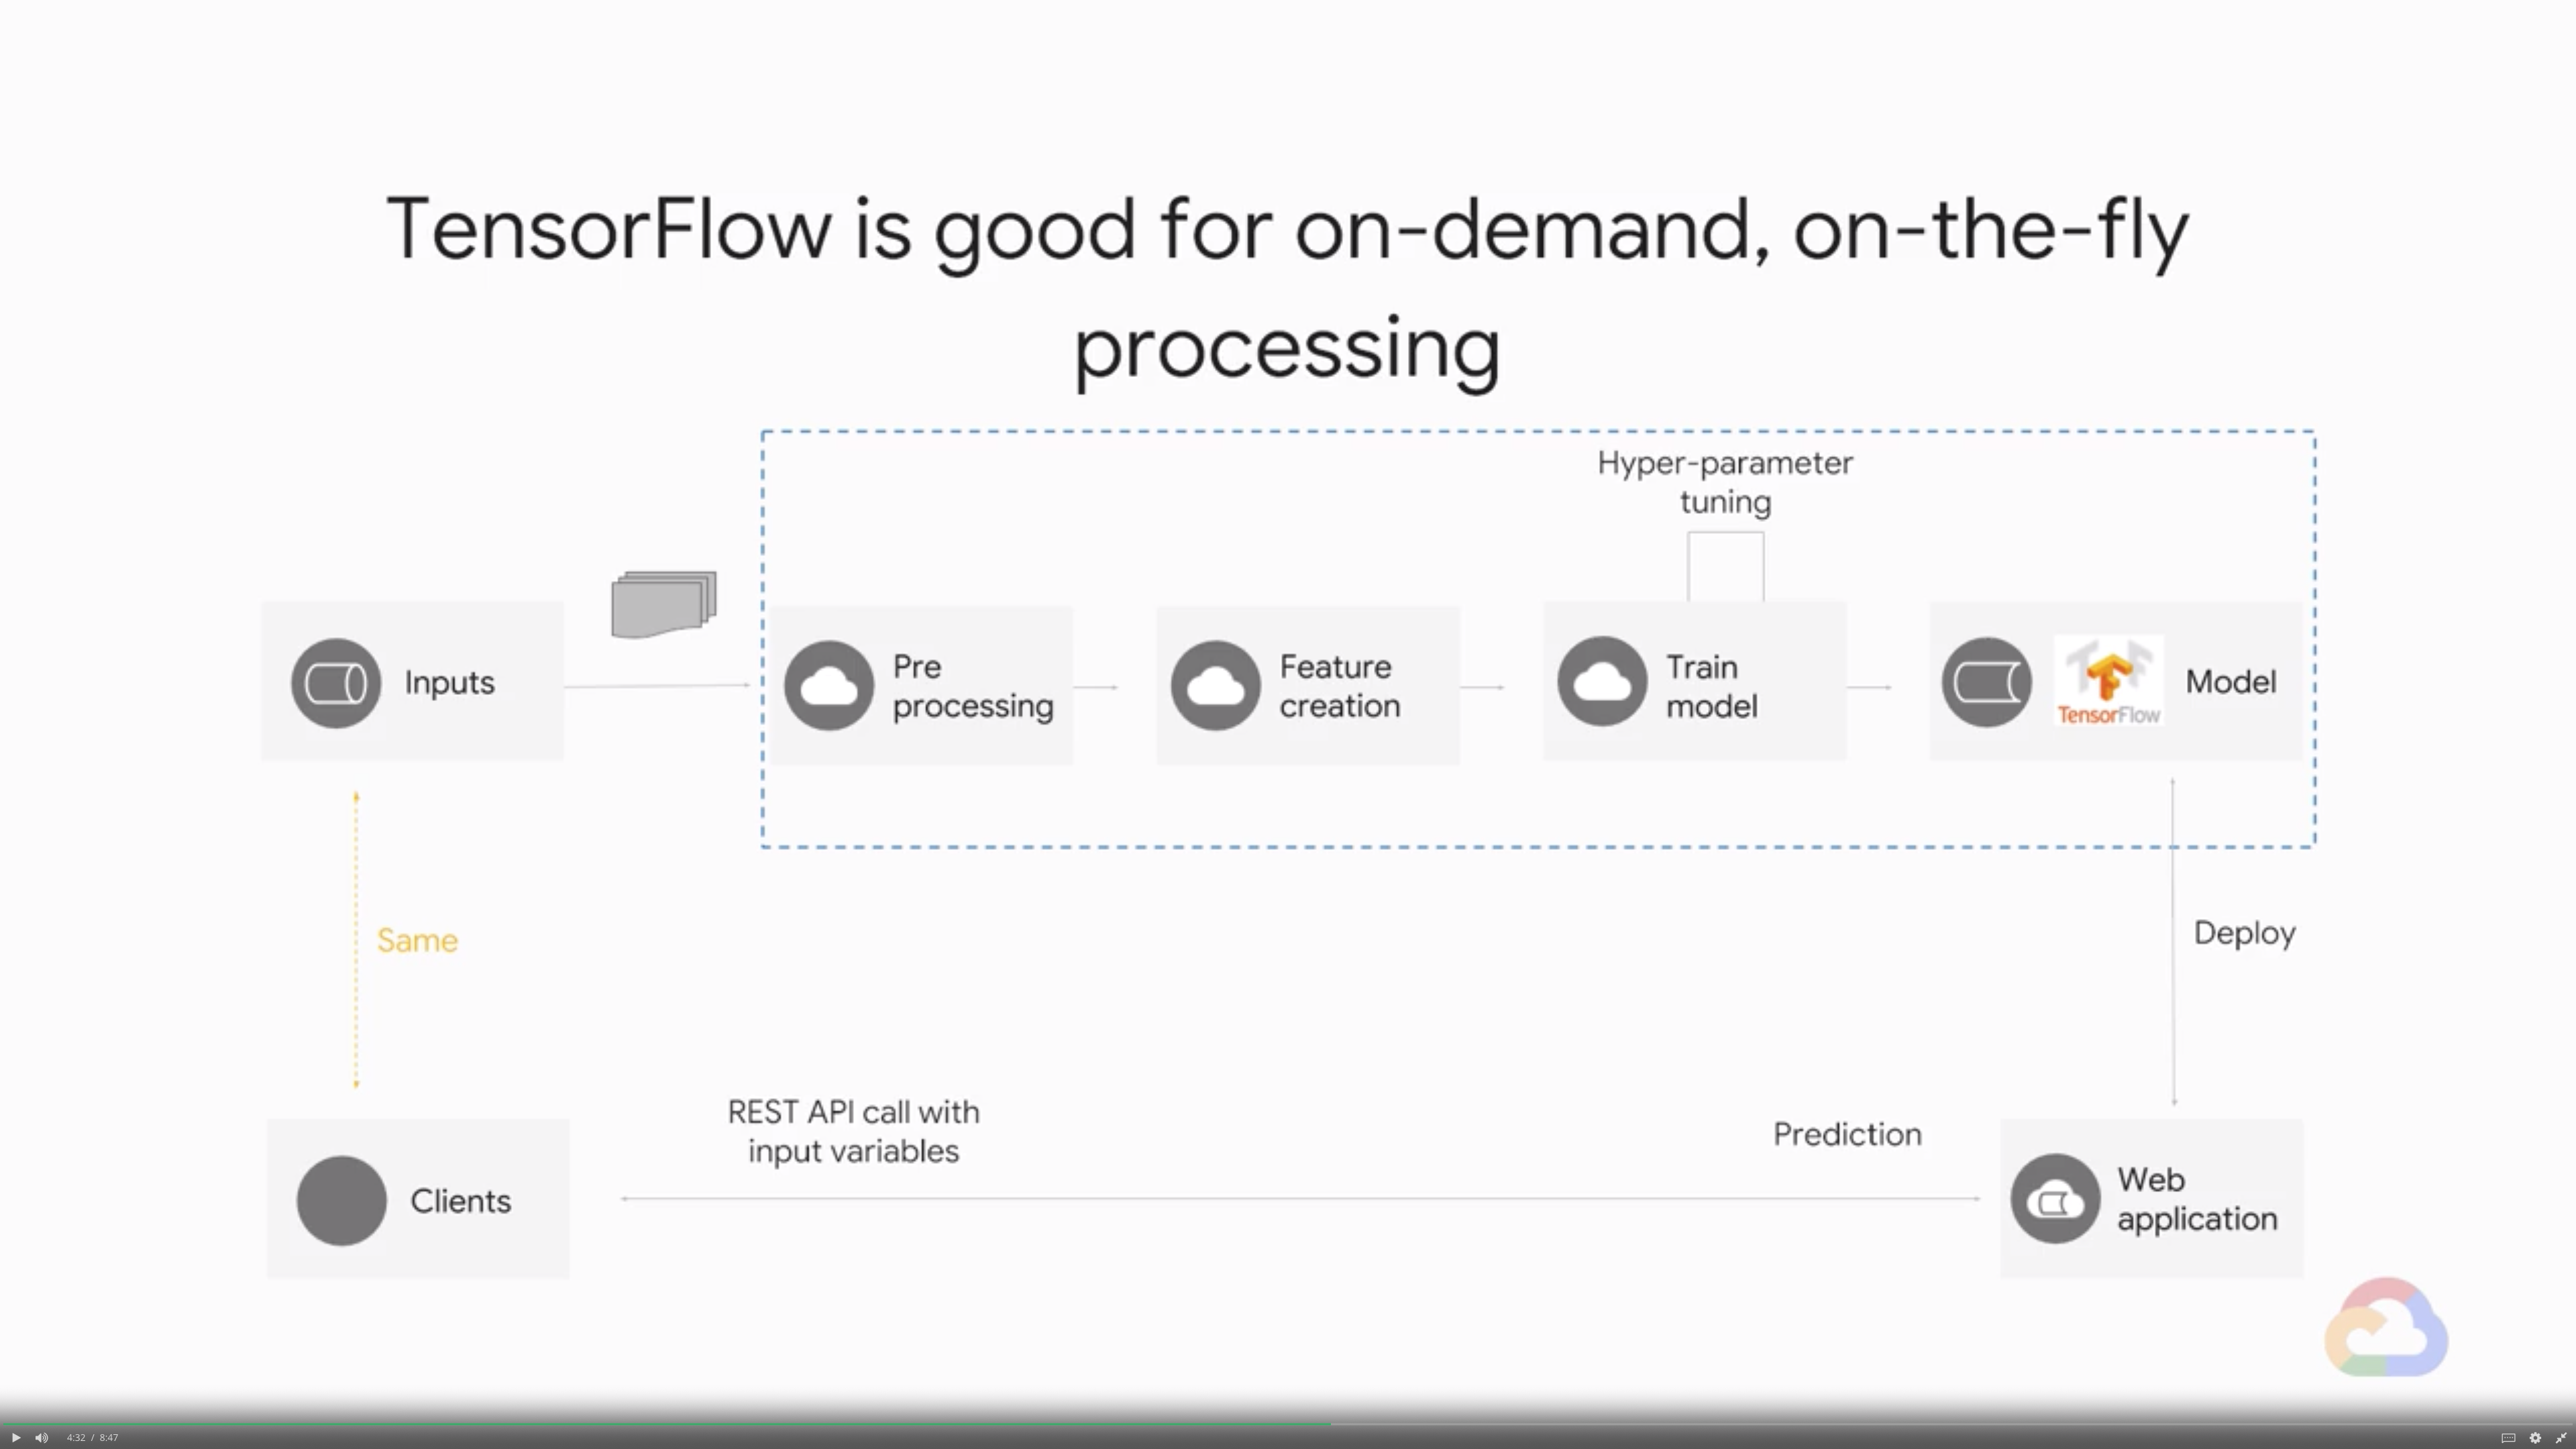 TensorFlow is good for on-demand, on-the-fly
processing
Hyper-parameter
tuning
Inputs
Pre
processing
Feature
creation
Train
model
TensorFlow
Model
Same
Deploy
REST API call with
input variables
Prediction
Clients
Web
application
4:32 / 8:47